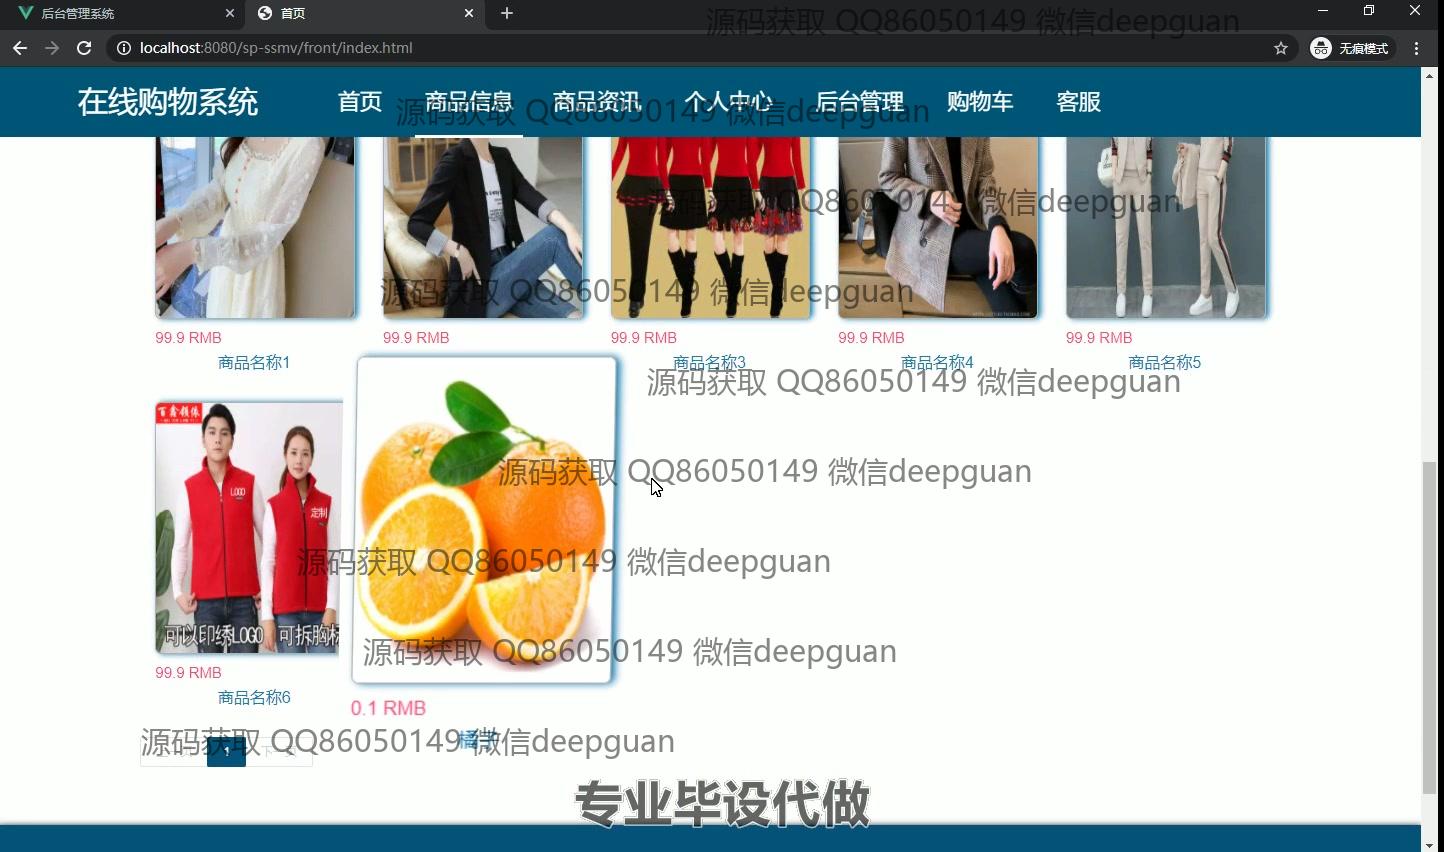 后台管理系统
首页
源码获取 QQ86050149 微信deepguan
localhost:8080/sp-ssmv/front/index.html
无痕模式
在线购物系统
首页
商品信息
商品资讯
个人中心
后台管理
购物车
客服
源码获取 QQ86050149 微信deepguan
源码获取 QQ86050149 微信deepguan
源码获取 QQ86050149 微信deepguan
99.9 RMB
99.9 RMB
99.9 RMB
99.9 RMB
99.9 RMB
商品名称1
商品名称3
商品名称4
商品名称5
源码获取 QQ86050149 微信deepguan
百鑫顿依
LOGO
定制
源码获取 QQ86050149 微信deepguan
源码获取 QQ86050149 微信deepguan
可以印绣LOGO 可拆胸标
源码获取 QQ86050149 微信deepguan
99.9 RMB
商品名称6
0.1 RMB
橘子
源码获取 QQ86050149 微信deepguan
1
专业毕设代做